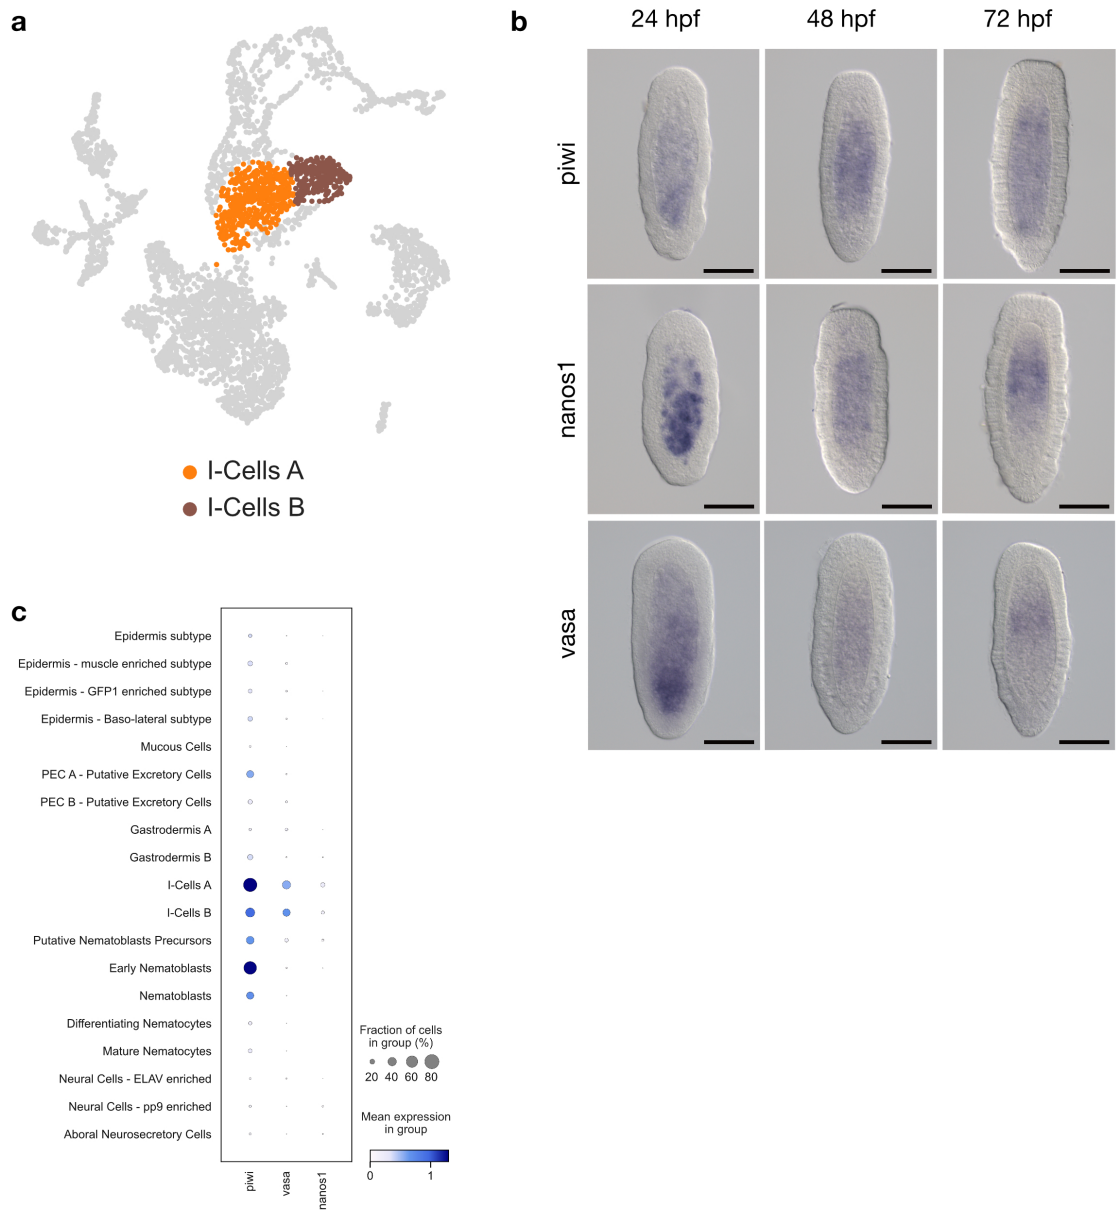 a
I-Cells A
I-Cells B
b
24 hpf 48 hpf 72 hpf
piwi
nanos1
vasa
c
Epidermis subtype
Epidermis - muscle enriched subtype
Epidermis - GFP1 enriched subtype
Epidermis - Baso-lateral subtype
Mucous Cells
PEC A - Putative Excretory Cells
PEC B - Putative Excretory Cells
Gastrodermis A
Gastrodermis B
I-Cells A
I-Cells B
Putative Nematoblasts Precursors
Early Nematoblasts
Nematoblasts
Differentiating Nematocytes
Mature Nematocytes
Neural Cells - ELAV enriched
Neural Cells - pp9 enriched
Aboral Neurosecretory Cells
piwi
vasa
nanos1
Fraction of cells
in group (%)
20 40 60 80
Mean expression
in group
0 1